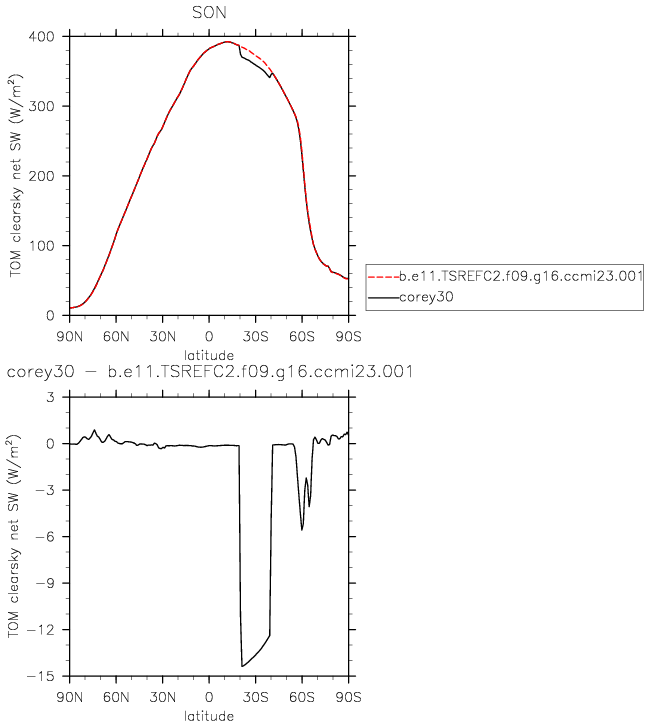 SON
TOM clearsky net SW (W/m²)
400
300
200
100
0
90N 60N 30N 0 30S 60S 90S
latitude
b.e11.TSREFC2.f09.g16.ccmi23.001
corey30
corey30 − b.e11.TSREFC2.f09.g16.ccmi23.001
TOM clearsky net SW (W/m²)
3
0
−3
−6
−9
−12
−15
90N 60N 30N 0 30S 60S 90S
latitude